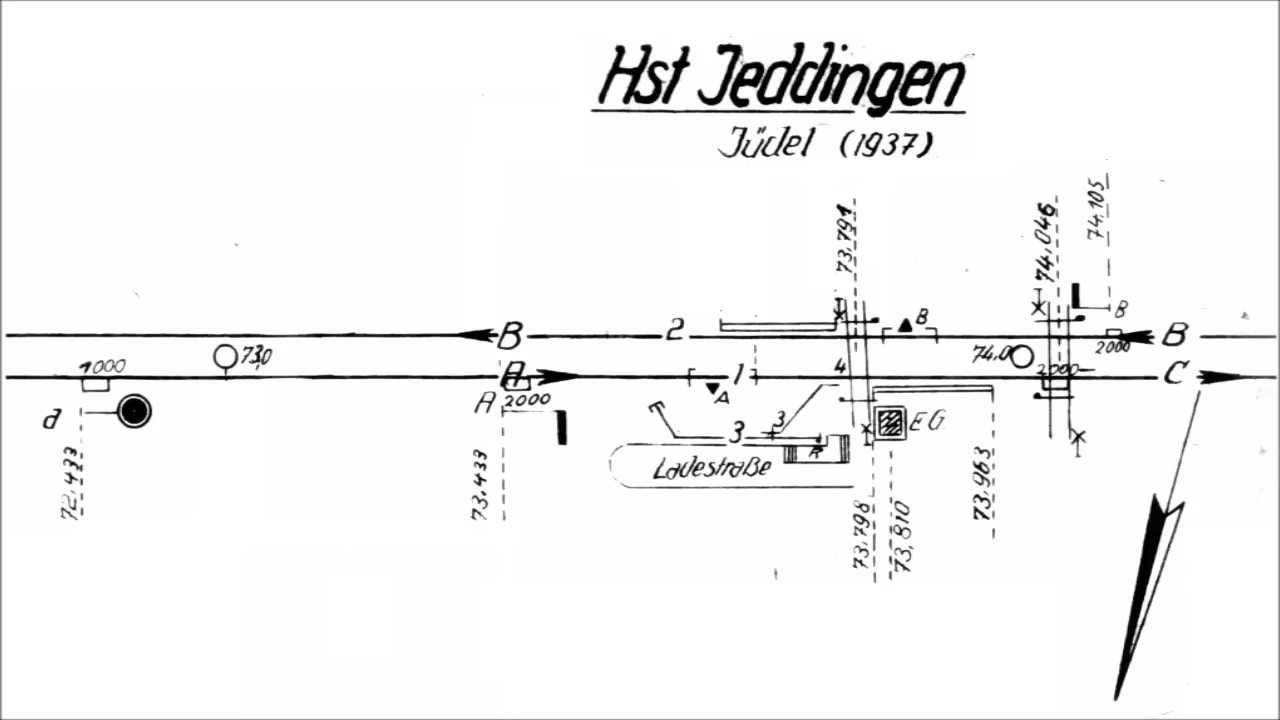 Hst Jeddingen
Jüdel (1937)
73,791
74,046
74,105
B
2
B
B
B
2000
1000
73,0
A
1
4
74,0
2000
C
d
A
2000
A
3
3
R
E.G.
Ladestraße
72,433
73,433
73,798
73,810
73,963